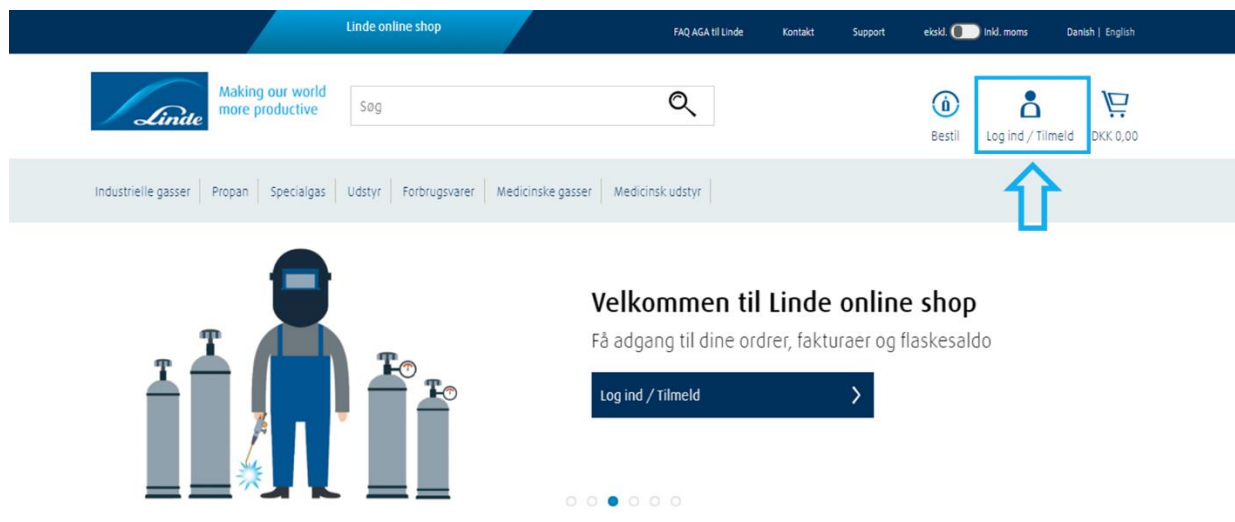 Linde online shop
FAQ AGA til Linde
Kontakt
Support
ekskl.
Inkl. moms
Danish | English
Linde
Making our world
more productive
Søg
Bestil
Log ind / Tilmeld
DKK 0,00
Industrielle gasser
Propan
Specialgas
Udstyr
Forbrugsvarer
Medicinske gasser
Medicinsk udstyr
Velkommen til Linde online shop
Få adgang til dine ordrer, fakturaer og flaskesaldo
Log ind / Tilmeld